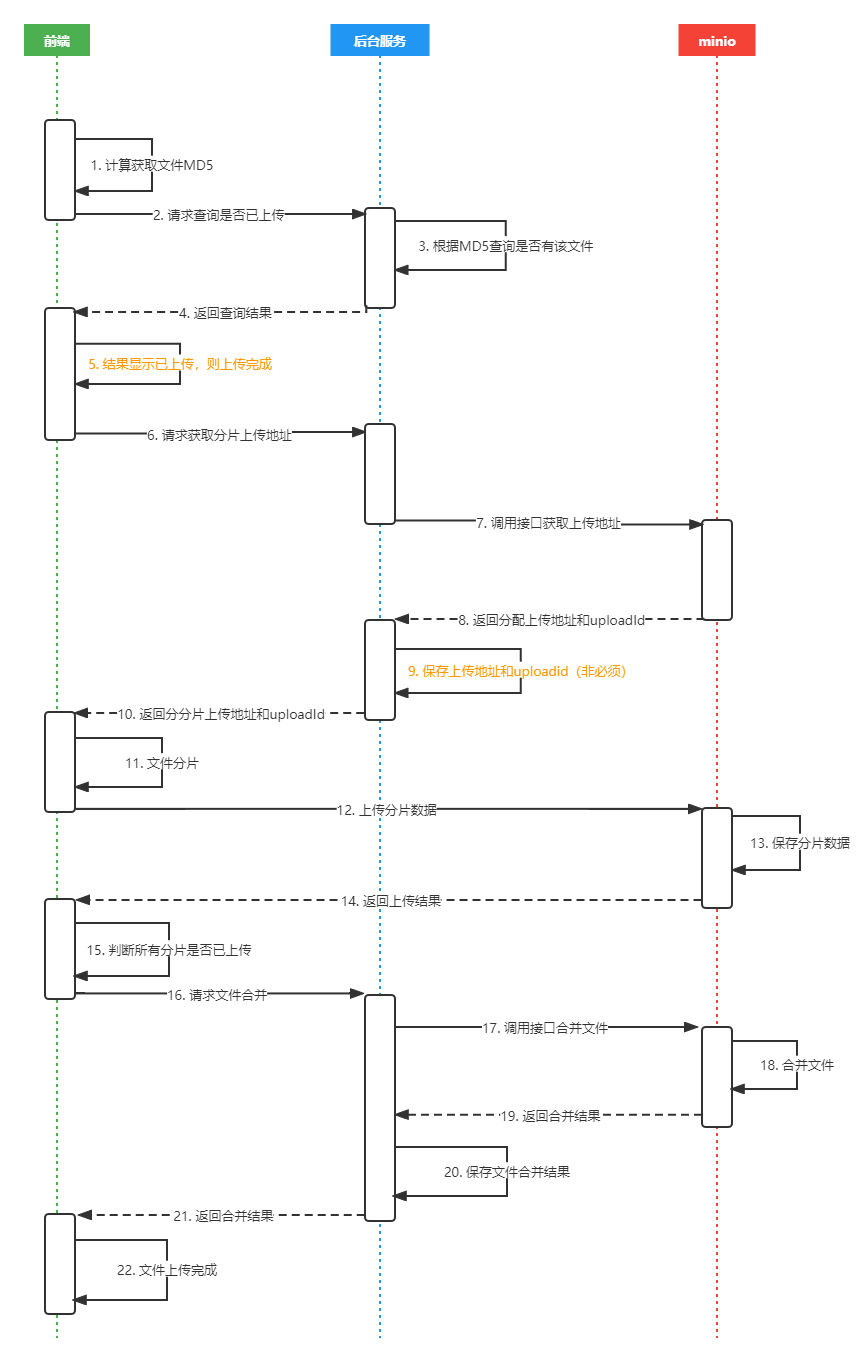 前端
后台服务
minio
1. 计算获取文件MD5
2. 请求查询是否已上传
3. 根据MD5查询是否有该文件
4. 返回查询结果
5. 结果显示已上传，则上传完成
6. 请求获取分片上传地址
7. 调用接口获取上传地址
8. 返回分配上传地址和uploadId
9. 保存上传地址和uploadid（非必须）
10. 返回分分片上传地址和uploadId
11. 文件分片
12. 上传分片数据
13. 保存分片数据
14. 返回上传结果
15. 判断所有分片是否已上传
16. 请求文件合并
17. 调用接口合并文件
18. 合并文件
19. 返回合并结果
20. 保存文件合并结果
21. 返回合并结果
22. 文件上传完成